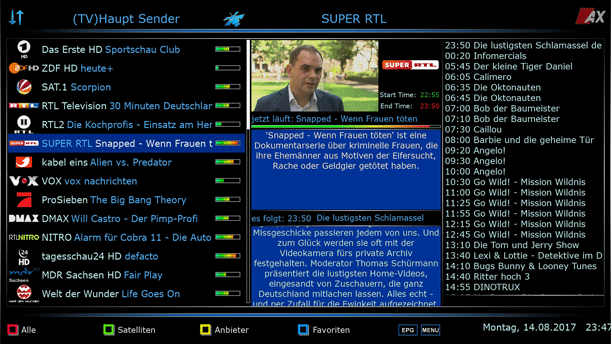 (TV)Haupt Sender
SUPER RTL
AX
Das Erste HD Sportschau Club
ZDF HD heute+
SAT.1 Scorpion
RTL Television 30 Minuten Deutschlar
RTL2 Die Kochprofis - Einsatz am Her
SUPER RTL Snapped - Wenn Frauen t
kabel eins Alien vs. Predator
VOX vox nachrichten
ProSieben The Big Bang Theory
DMAX Will Castro - Der Pimp-Profi
NITRO Alarm für Cobra 11 - Die Auto
tagesschau24 HD defacto
MDR Sachsen HD Fair Play
Welt der Wunder Life Goes On
SUPER RTL
Start Time: 22:55
End Time: 23:50
jetzt läuft: Snapped - Wenn Frauen töten
'Snapped - Wenn Frauen töten' ist eine
Dokumentarserie über kriminelle Frauen, die
ihre Ehemänner aus Motiven der Eifersucht,
Rache oder Geldgier getötet haben.
es folgt: 23:50 Die lustigsten Schlamassel
Missgeschicke passieren jedem von uns. Und
zum Glück werden sie oft mit der
Videokamera fürs private Archiv
festgehalten. Moderator Thomas Schürmann
präsentiert die lustigsten Home-Videos,
eingesandt von Zuschauern, die ganz
Deutschland mitlachen lassen. Alles echt -
und per Zufall für die Ewigkeit aufgezeichnet.
23:50 Die lustigsten Schlamassel de
00:20 Infomercials
05:45 Der kleine Tiger Daniel
06:05 Calimero
06:35 Die Oktonauten
06:45 Die Oktonauten
07:00 Bob der Baumeister
07:10 Bob der Baumeister
07:30 Caillou
08:00 Barbie und die geheime Tür
09:20 Angelo!
09:30 Angelo!
10:00 Angelo!
10:30 Go Wild! - Mission Wildnis
11:00 Go Wild! - Mission Wildnis
11:25 Go Wild! - Mission Wildnis
11:55 Go Wild! - Mission Wildnis
12:15 Go Wild! - Mission Wildnis
12:45 Go Wild! - Mission Wildnis
13:10 Die Tom und Jerry Show
13:40 Lexi & Lottie - Detektive im D
14:10 Bugs Bunny & Looney Tunes
14:40 Ritter hoch 3
14:55 DINOTRUX
Alle
Satelliten
Anbieter
Favoriten
EPG
MENU
Montag, 14.08.2017 23:47